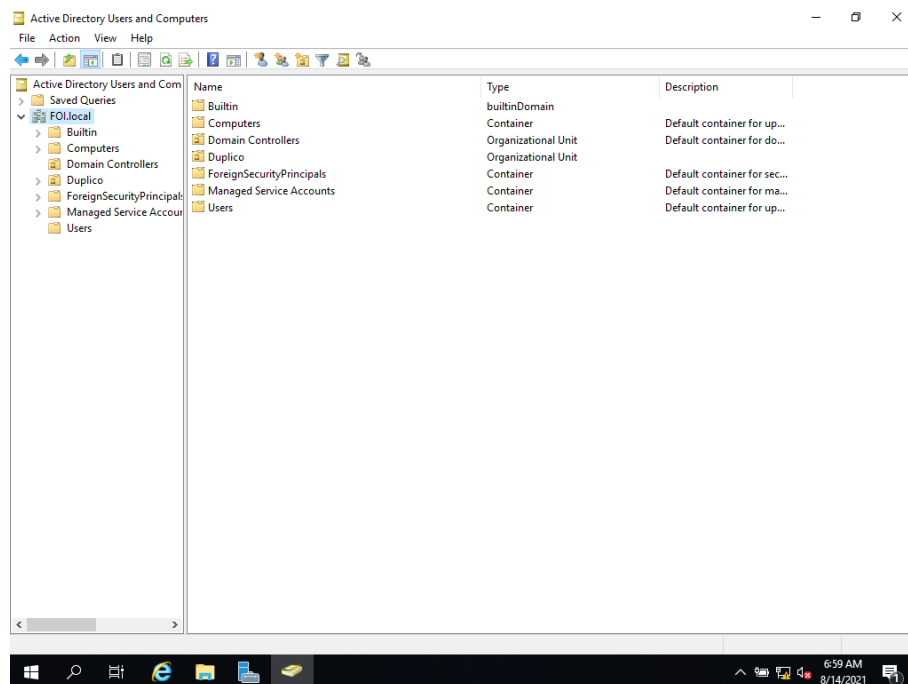 Active Directory Users and Computers
File Action View Help
Active Directory Users and Com
Saved Queries
FOI.local
Builtin
Computers
Domain Controllers
Duplico
ForeignSecurityPrincipals
Managed Service Accour
Users
Name Type Description
Builtin builtinDomain
Computers Container Default container for up...
Domain Controllers Organizational Unit Default container for do...
Duplico Organizational Unit
ForeignSecurityPrincipals Container Default container for sec...
Managed Service Accounts Container Default container for ma...
Users Container Default container for up...
6:59 AM
8/14/2021
1